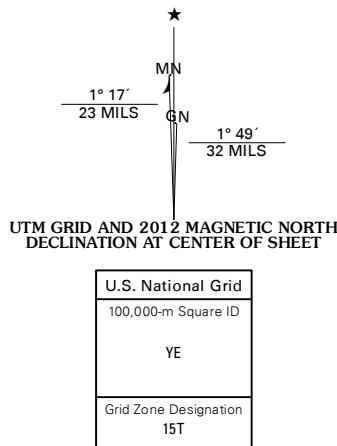 ★
MN
1° 17´
23 MILS
GN
1° 49´
32 MILS
UTM GRID AND 2012 MAGNETIC NORTH
DECLINATION AT CENTER OF SHEET
U.S. National Grid
100,000-m Square ID
YE
Grid Zone Designation
15T